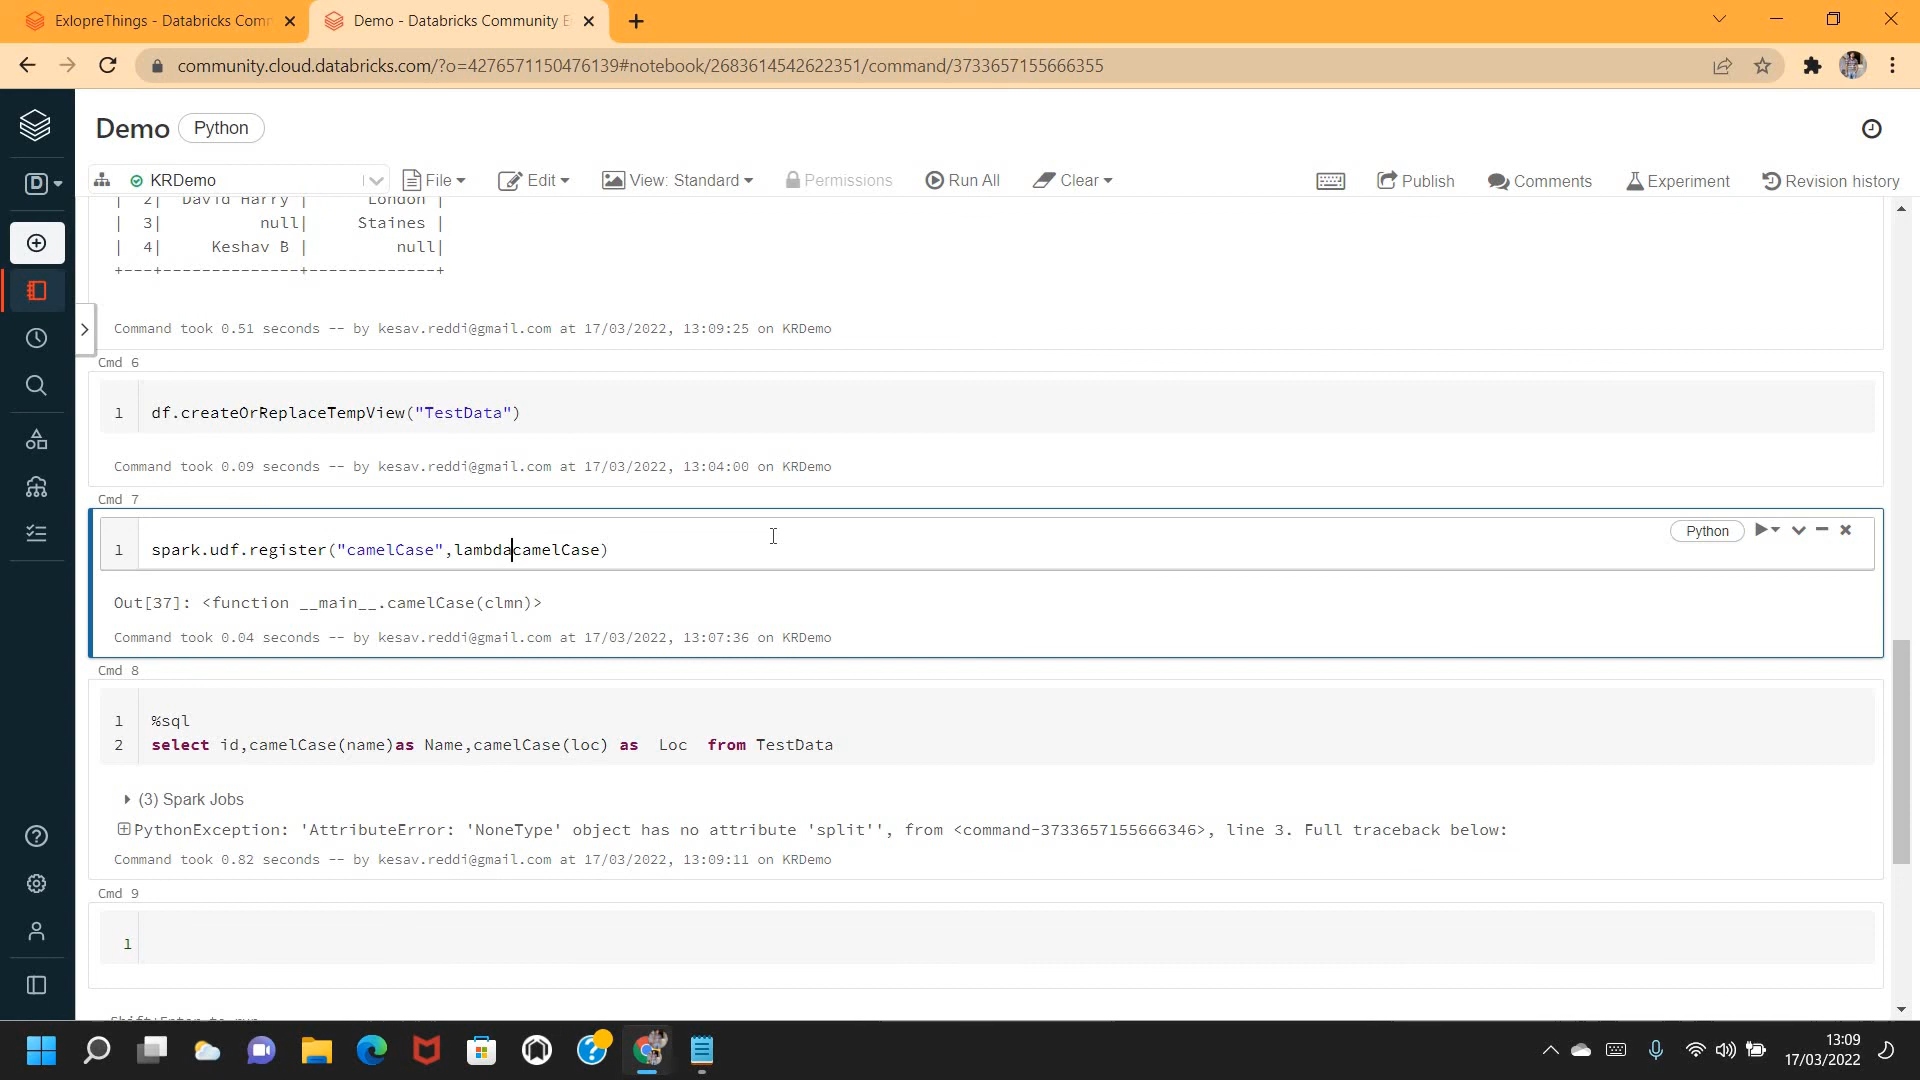 ExlopreThings - Databricks Comm
Demo - Databricks Community E
community.cloud.databricks.com/?o=4276571150476139#notebook/2683614542622351/command/3733657155666355
Demo Python
KRDemo File Edit View: Standard Permissions Run All Clear Publish Comments Experiment Revision history
D
| 2| David Harry | London |
| 3| null| Staines |
| 4| Keshav B | null|
+---+--------------+-------------+
Command took 0.51 seconds -- by kesav.reddi@gmail.com at 17/03/2022, 13:09:25 on KRDemo
Cmd 6
1 df.createOrReplaceTempView("TestData")
Command took 0.09 seconds -- by kesav.reddi@gmail.com at 17/03/2022, 13:04:00 on KRDemo
Cmd 7
Python
1 spark.udf.register("camelCase",lambdacamelCase)
Out[37]: <function __main__.camelCase(clmn)>
Command took 0.04 seconds -- by kesav.reddi@gmail.com at 17/03/2022, 13:07:36 on KRDemo
Cmd 8
1 %sql
2 select id,camelCase(name)as Name,camelCase(loc) as  Loc  from TestData
(3) Spark Jobs
PythonException: 'AttributeError: 'NoneType' object has no attribute 'split'', from <command-3733657155666346>, line 3. Full traceback below:
Command took 0.82 seconds -- by kesav.reddi@gmail.com at 17/03/2022, 13:09:11 on KRDemo
Cmd 9
1
Shift+Enter to run
13:09
17/03/2022